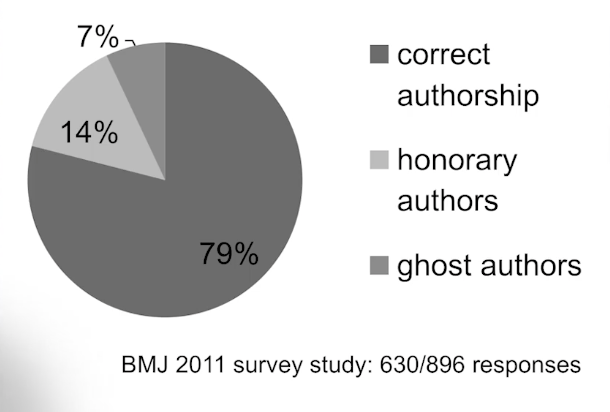 7%
14%
79%
correct
authorship
honorary
authors
ghost authors
BMJ 2011 survey study: 630/896 responses